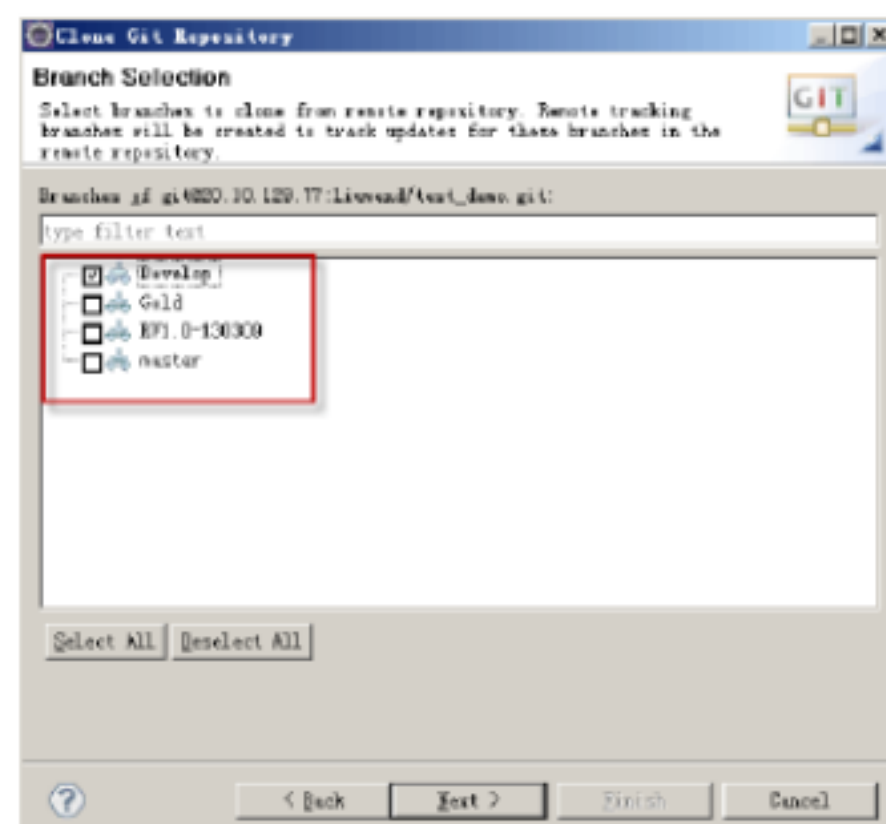 Clone Git Repository
Branch Selection
GIT
Select branches to clone from remote repository. Remote tracking
branches will be created to track updates for these branches in the
remote repository.
Branches of
type filter text
Develop
Gold
master
Select All Deselect All
< Back Next > Finish Cancel